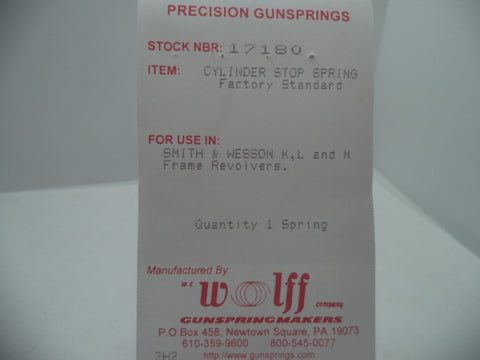 PRECISION GUNSPRINGS
STOCK NBR: 17180
ITEM: CYLINDER STOP SPRING
Factory Standard
FOR USE IN:
SMITH & WESSON K,L and N
Frame Revolvers.
Quantity 1 Spring
Manufactured By
W C
wolff
company
GUNSPRINGMAKERS
P.O.Box 458, Newtown Square, PA 19073
610-359-9600 800-545-0077
2H2 http://www.gunsprings.com